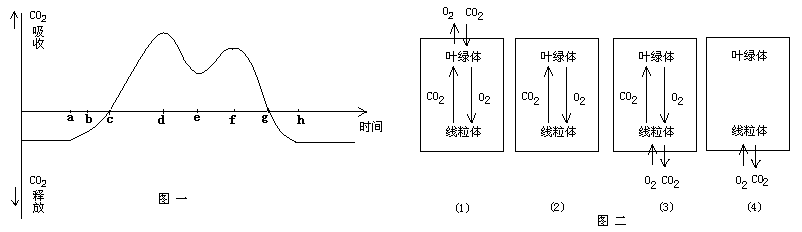 CO₂
吸收
a b c d e f g h
时间
CO₂
释放
图 一
O₂ CO₂
叶绿体
CO₂ O₂
线粒体
(1)
叶绿体
CO₂ O₂
线粒体
(2)
叶绿体
CO₂ O₂
线粒体
O₂ CO₂
(3)
叶绿体
线粒体
O₂ CO₂
(4)
图 二